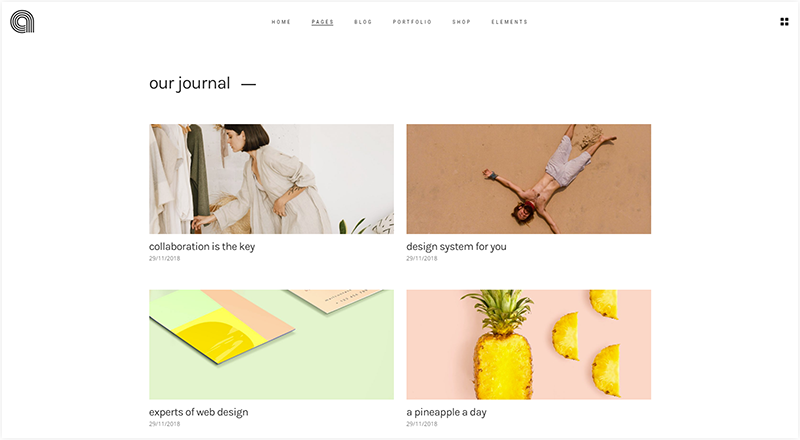 HOME PAGES BLOG PORTFOLIO SHOP ELEMENTS
our journal —
collaboration is the key
29/11/2018
design system for you
29/11/2018
experts of web design
29/11/2018
a pineapple a day
29/11/2018